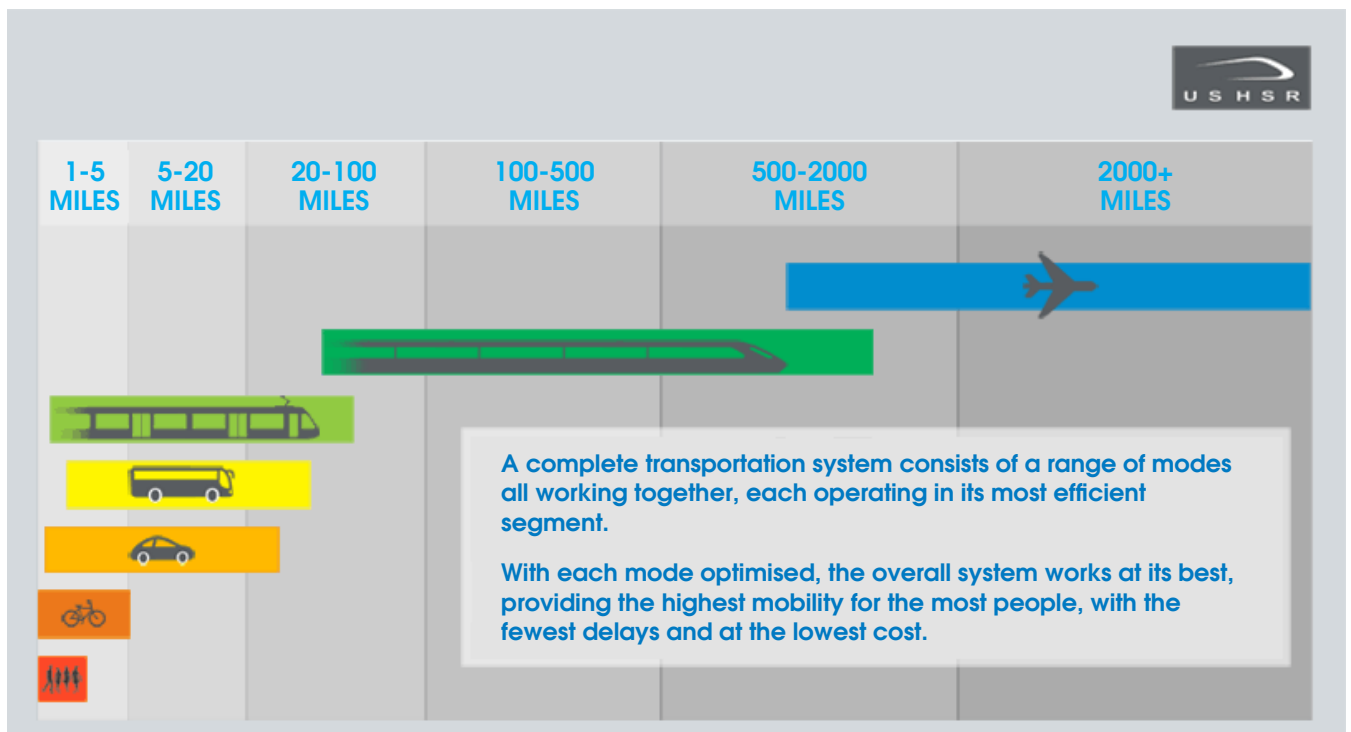 USHSR
1-5
MILES
5-20
MILES
20-100
MILES
100-500
MILES
500-2000
MILES
2000+
MILES
A complete transportation system consists of a range of modes
all working together, each operating in its most efficient
segment.
With each mode optimised, the overall system works at its best,
providing the highest mobility for the most people, with the
fewest delays and at the lowest cost.